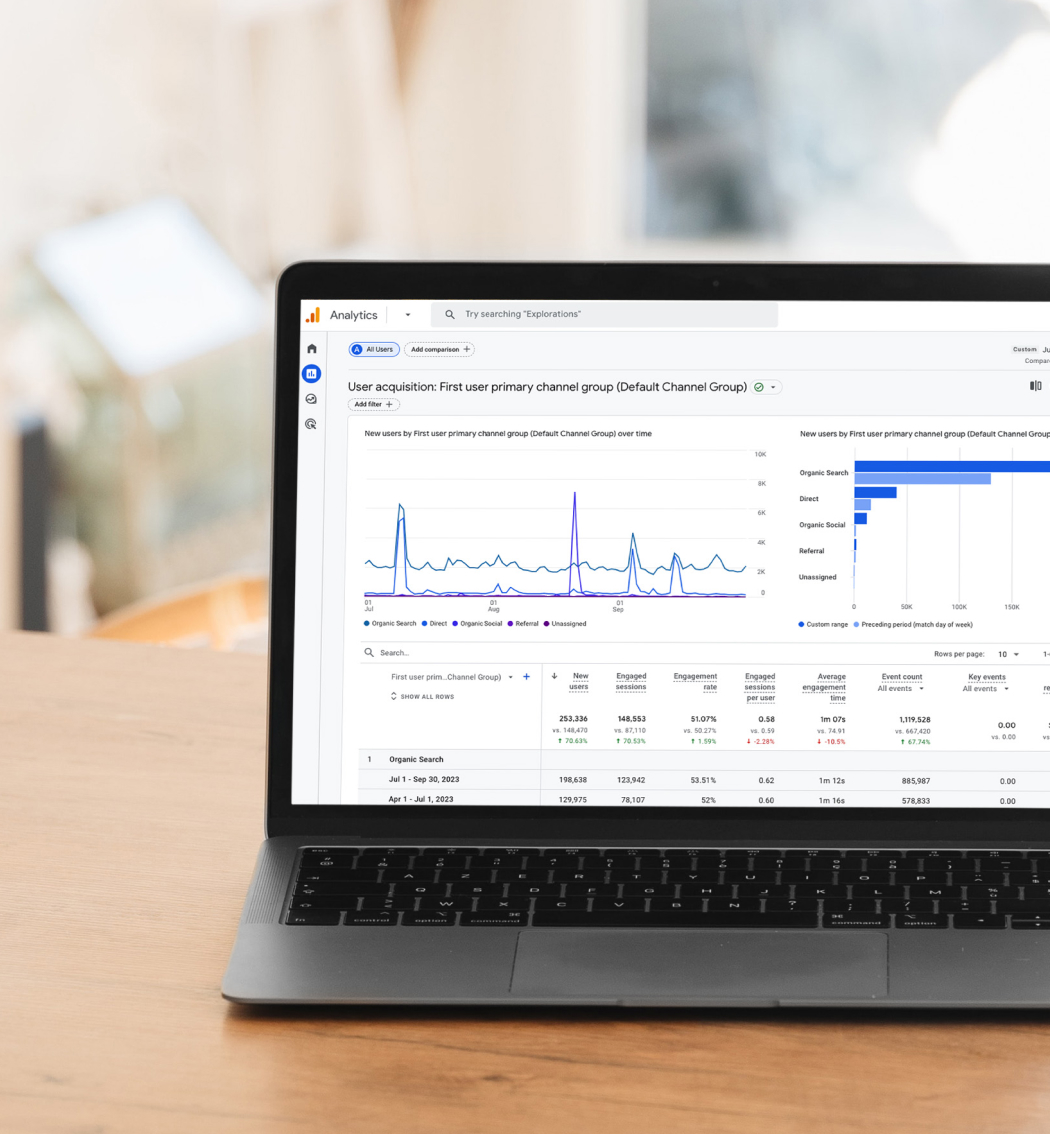 Analytics
Try searching "Explorations"
A All Users
Add comparison +
Custom
User acquisition: First user primary channel group (Default Channel Group)
Add filter +
New users by First user primary channel group (Default Channel Group) over time
10K
8K
6K
4K
2K
0
01 Jul
01 Aug
01 Sep
Organic Search Direct Organic Social Referral Unassigned
New users by First user primary channel group (Default Channel Group
Organic Search
Direct
Organic Social
Referral
Unassigned
0 50K 100K 150K
Custom range Preceding period (match day of week)
Search...
Rows per page: 10
First user prim...Channel Group) +
SHOW ALL ROWS
New users
Engaged sessions
Engagement rate
Engaged sessions per user
Average engagement time
Event count
All events
Key events
All events
253,336 148,553 51.07% 0.58 1m 07s 1,119,528 0.00
vs. 148,470 vs. 87,110 vs. 50.27% vs. 0.59 vs. 74.91 vs. 667,420 vs. 0.00
↑ 70.63% ↑ 70.53% ↑ 1.59% ↓ -2.28% ↓ -10.5% ↑ 67.74%
1 Organic Search
Jul 1 - Sep 30, 2023 198,638 123,942 53.51% 0.62 1m 12s 885,987 0.00
Apr 1 - Jul 1, 2023 129,975 78,107 52% 0.60 1m 16s 578,833 0.00
A Z E R T Y U I O P
Q S D F G H J K L M
W X C V B N
fn control option command command option